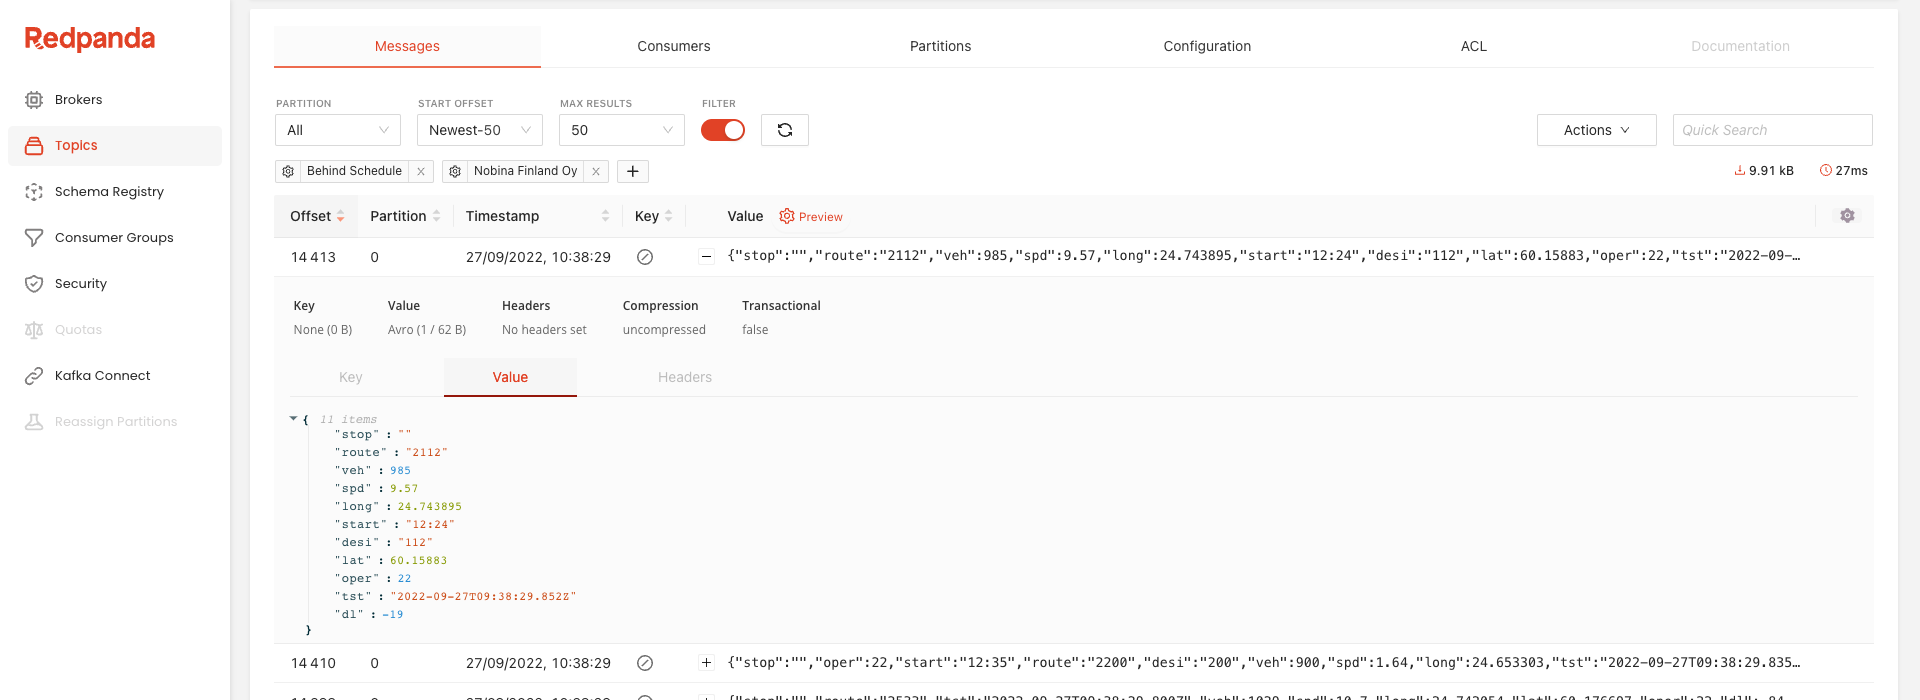 Redpanda
Brokers
Topics
Schema Registry
Consumer Groups
Security
Quotas
Kafka Connect
Reassign Partitions
Messages Consumers Partitions Configuration ACL Documentation
PARTITION START OFFSET MAX RESULTS FILTER
All Newest-50 50 Actions Quick Search
Behind Schedule Nobina Finland Oy 9.91 kB 27ms
Offset Partition Timestamp Key Value Preview
14 413 0 27/09/2022, 10:38:29 {"stop":"","route":"2112","veh":985,"spd":9.57,"long":24.743895,"start":"12:24","desi":"112","lat":60.15883,"oper":22,"tst":"2022-09-…
Key Value Headers Compression Transactional
None (0 B) Avro (1 / 62 B) No headers set uncompressed false
Key Value Headers
{ 11 items
"stop" : ""
"route" : "2112"
"veh" : 985
"spd" : 9.57
"long" : 24.743895
"start" : "12:24"
"desi" : "112"
"lat" : 60.15883
"oper" : 22
"tst" : "2022-09-27T09:38:29.852Z"
"dl" : -19
}
14 410 0 27/09/2022, 10:38:29 {"stop":"","oper":22,"start":"12:35","route":"2200","desi":"200","veh":900,"spd":1.64,"long":24.653303,"tst":"2022-09-27T09:38:29.835…